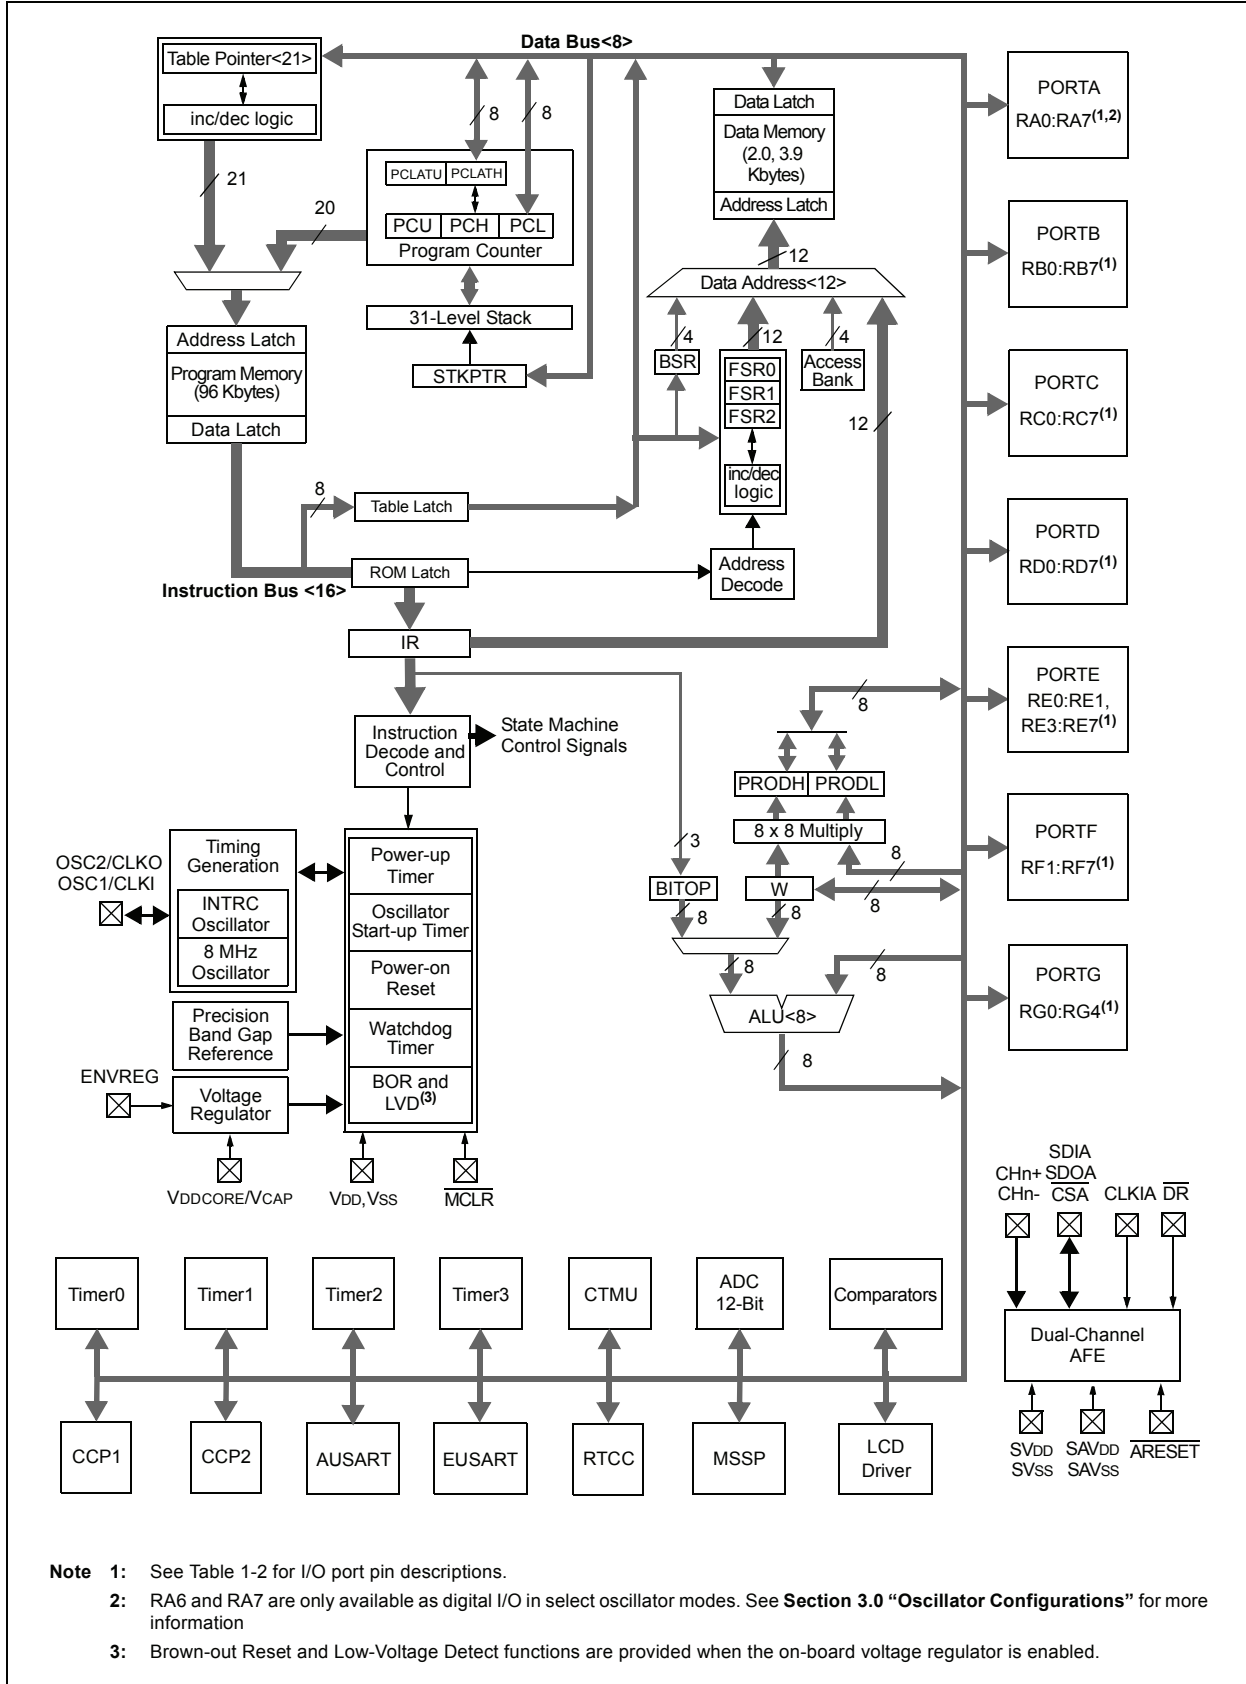 Data Bus<8>
Table Pointer<21>
inc/dec logic
21
20
8
8
PCLATU PCLATH
PCU PCH PCL
Program Counter
31-Level Stack
STKPTR
Data Latch
Data Memory
(2.0, 3.9
Kbytes)
Address Latch
12
Data Address<12>
4
12
4
BSR
FSR0
FSR1
FSR2
inc/dec
logic
Access
Bank
12
Address Latch
Program Memory
(96 Kbytes)
Data Latch
8
Table Latch
ROM Latch
Instruction Bus <16>
Address
Decode
IR
Instruction
Decode and
Control
State Machine
Control Signals
8
PRODH PRODL
8 x 8 Multiply
3
8
BITOP
W
8
8
8
8
8
ALU<8>
8
OSC2/CLKO
OSC1/CLKI
Timing
Generation
INTRC
Oscillator
8 MHz
Oscillator
Precision
Band Gap
Reference
ENVREG
Voltage
Regulator
Power-up
Timer
Oscillator
Start-up Timer
Power-on
Reset
Watchdog
Timer
BOR and
LVD(3)
VDDCORE/VCAP
VDD,VSS
MCLR
PORTA
RA0:RA7(1,2)
PORTB
RB0:RB7(1)
PORTC
RC0:RC7(1)
PORTD
RD0:RD7(1)
PORTE
RE0:RE1,
RE3:RE7(1)
PORTF
RF1:RF7(1)
PORTG
RG0:RG4(1)
CHn+
CHn-
SDIA
SDOA
CSA
CLKIA
DR
Dual-Channel
AFE
SVDD
SVSS
SAVDD
SAVSS
ARESET
Timer0
Timer1
Timer2
Timer3
CTMU
ADC
12-Bit
Comparators
CCP1
CCP2
AUSART
EUSART
RTCC
MSSP
LCD
Driver
Note 1: See Table 1-2 for I/O port pin descriptions.
2: RA6 and RA7 are only available as digital I/O in select oscillator modes. See Section 3.0 “Oscillator Configurations” for more
information
3: Brown-out Reset and Low-Voltage Detect functions are provided when the on-board voltage regulator is enabled.